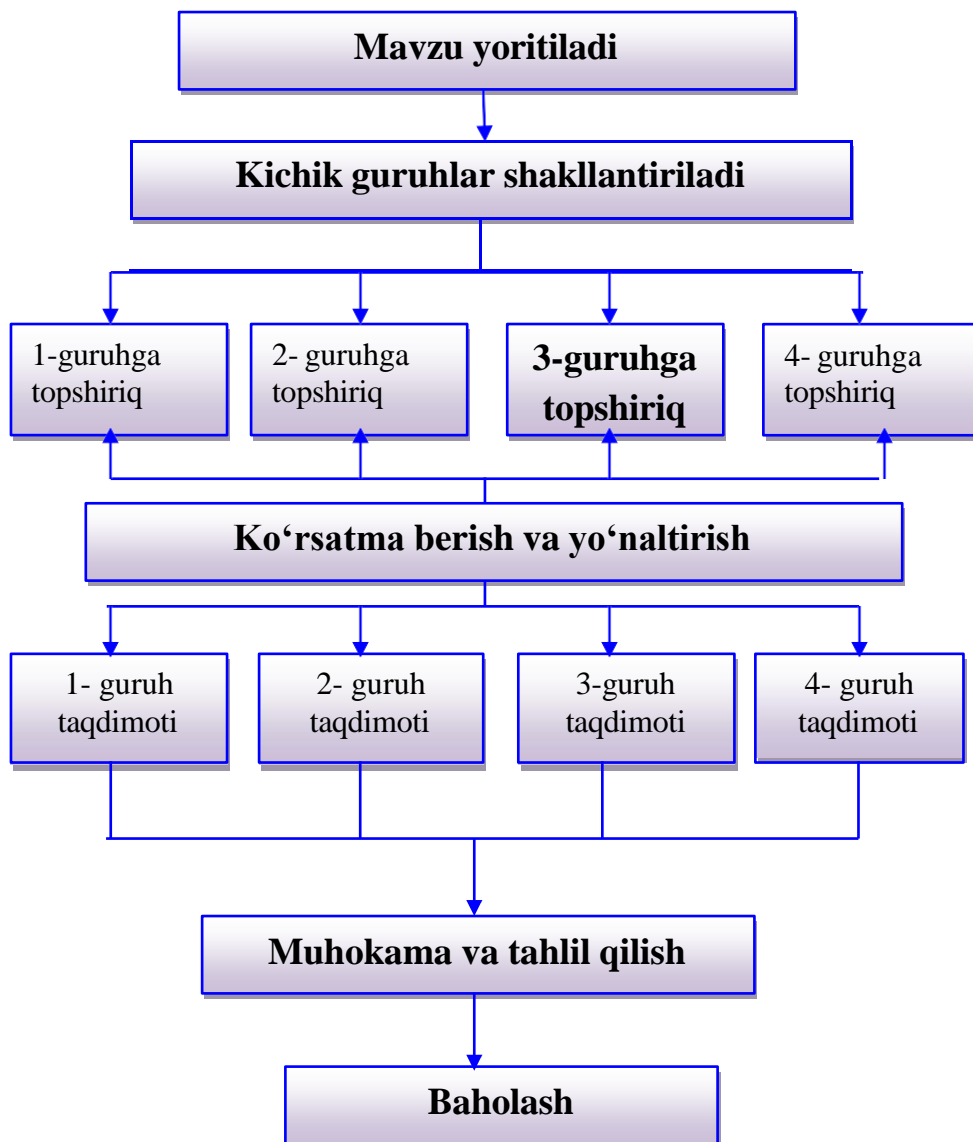 Mavzu yoritiladi
Kichik guruhlar shakllantiriladi
1-guruhga
topshiriq
2- guruhga
topshiriq
3-guruhga
topshiriq
4- guruhga
topshiriq
Ko‘rsatma berish va yo‘naltirish
1- guruh
taqdimoti
2- guruh
taqdimoti
3-guruh
taqdimoti
4- guruh
taqdimoti
Muhokama va tahlil qilish
Baholash